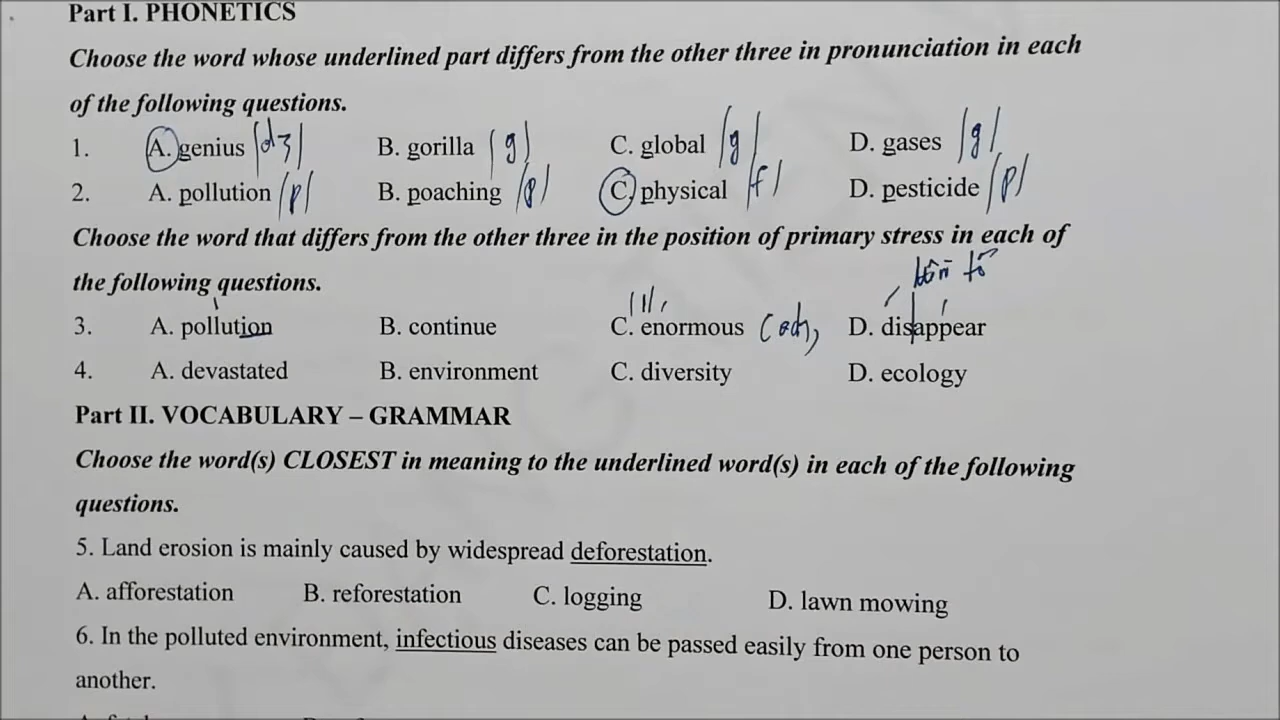 Part I. PHONETICS
Choose the word whose underlined part differs from the other three in pronunciation in each
of the following questions.
1. A. genius /dʒ/ B. gorilla /g/ C. global /g/ D. gases /g/
2. A. pollution /p/ B. poaching /p/ C. physical /f/ D. pesticide /p/
Choose the word that differs from the other three in the position of primary stress in each of
the following questions.
3. A. pollution B. continue C. enormous (adj) D. disappear
4. A. devastated B. environment C. diversity D. ecology
Part II. VOCABULARY – GRAMMAR
Choose the word(s) CLOSEST in meaning to the underlined word(s) in each of the following
questions.
5. Land erosion is mainly caused by widespread deforestation.
A. afforestation B. reforestation C. logging D. lawn mowing
6. In the polluted environment, infectious diseases can be passed easily from one person to
another.